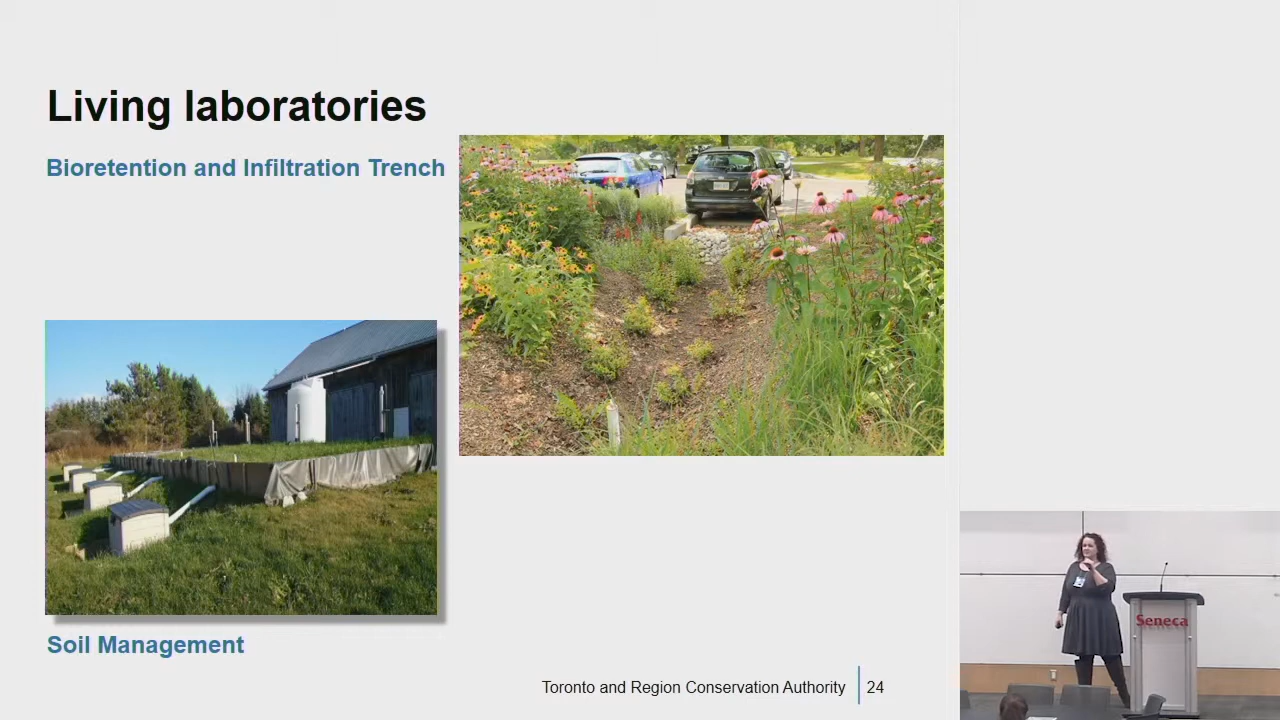 Living laboratories
Bioretention and Infiltration Trench
Soil Management
Toronto and Region Conservation Authority
24
Seneca